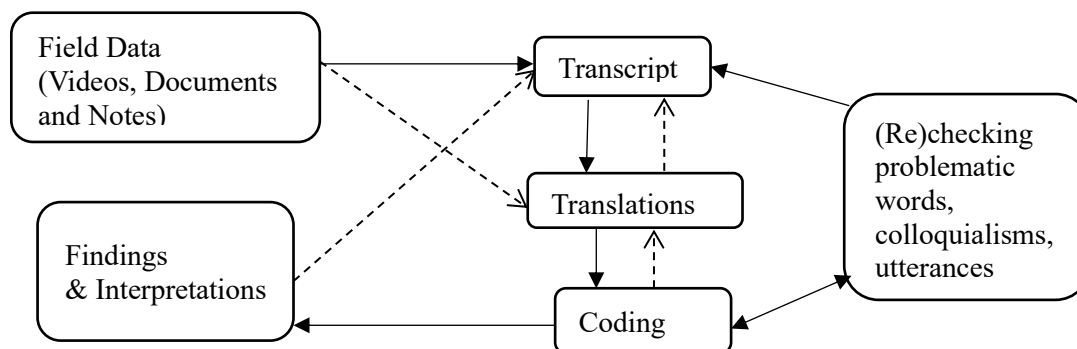 Field Data
(Videos, Documents
and Notes)
Transcript
(Re)checking
problematic
words,
colloquialisms,
utterances
Translations
Findings
& Interpretations
Coding